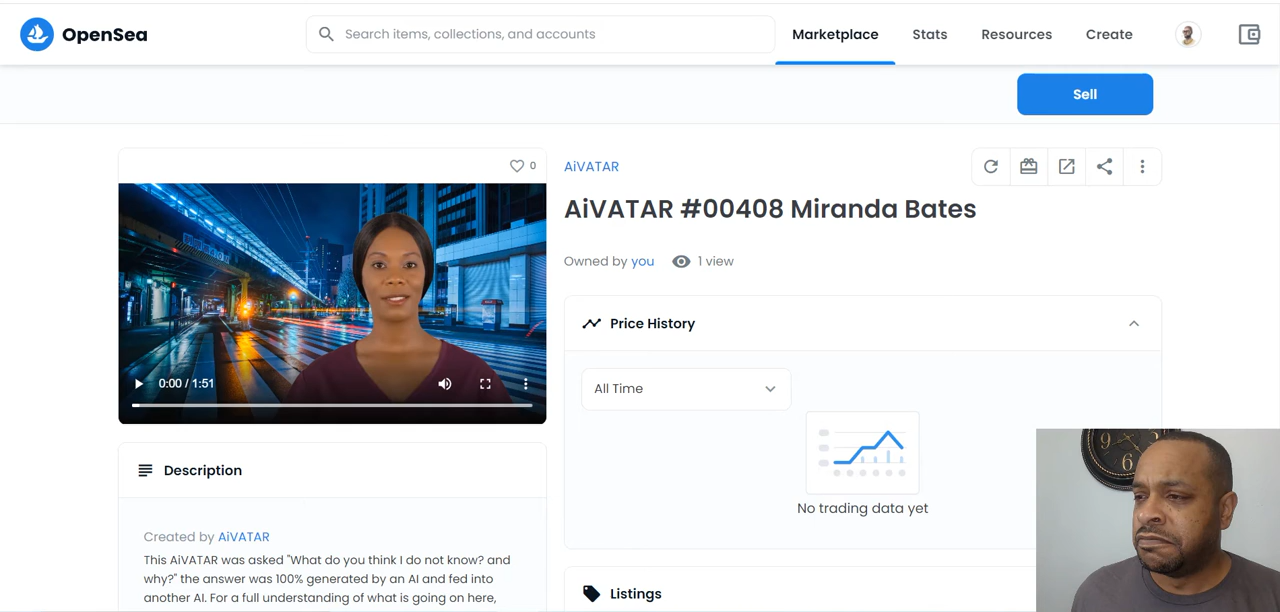 OpenSea
Search items, collections, and accounts
Marketplace
Stats
Resources
Create
Sell
0
AiVATAR
AiVATAR #00408 Miranda Bates
Owned by you
1 view
0:00 / 1:51
Price History
All Time
No trading data yet
Description
Created by AiVATAR
This AiVATAR was asked "What do you think I do not know? and
why?" the answer was 100% generated by an AI and fed into
another AI. For a full understanding of what is going on here,
Listings